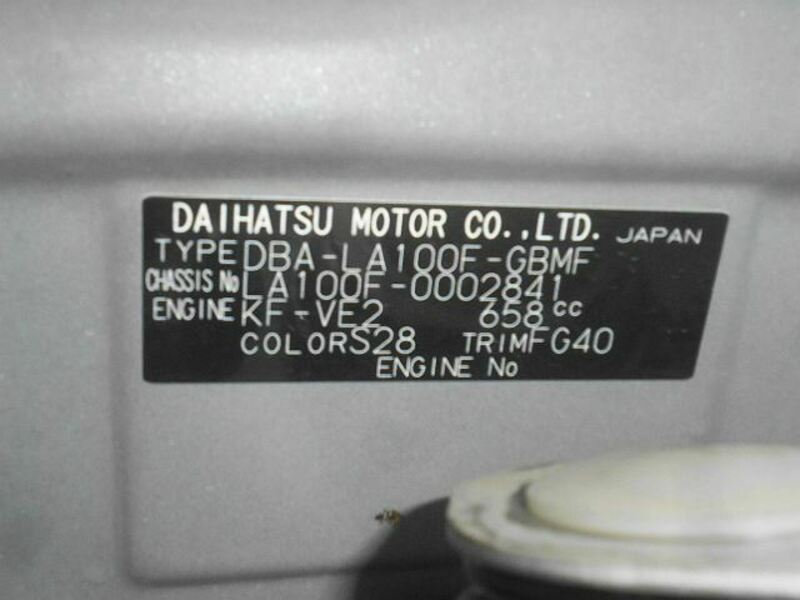 DAIHATSU MOTOR CO.,LTD. JAPAN
TYPE DBA-LA100F-GBMF
CHASSIS No LA100F-0002841
ENGINE KF-VE2 658cc
COLOR S28 TRIM FG40
ENGINE No